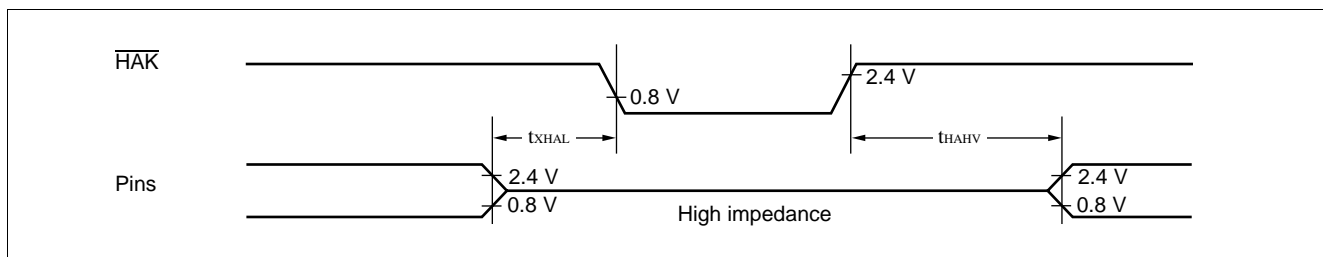 HAK
0.8 V
2.4 V
tXHAL
tHAHV
Pins
2.4 V
0.8 V
High impedance
2.4 V
0.8 V